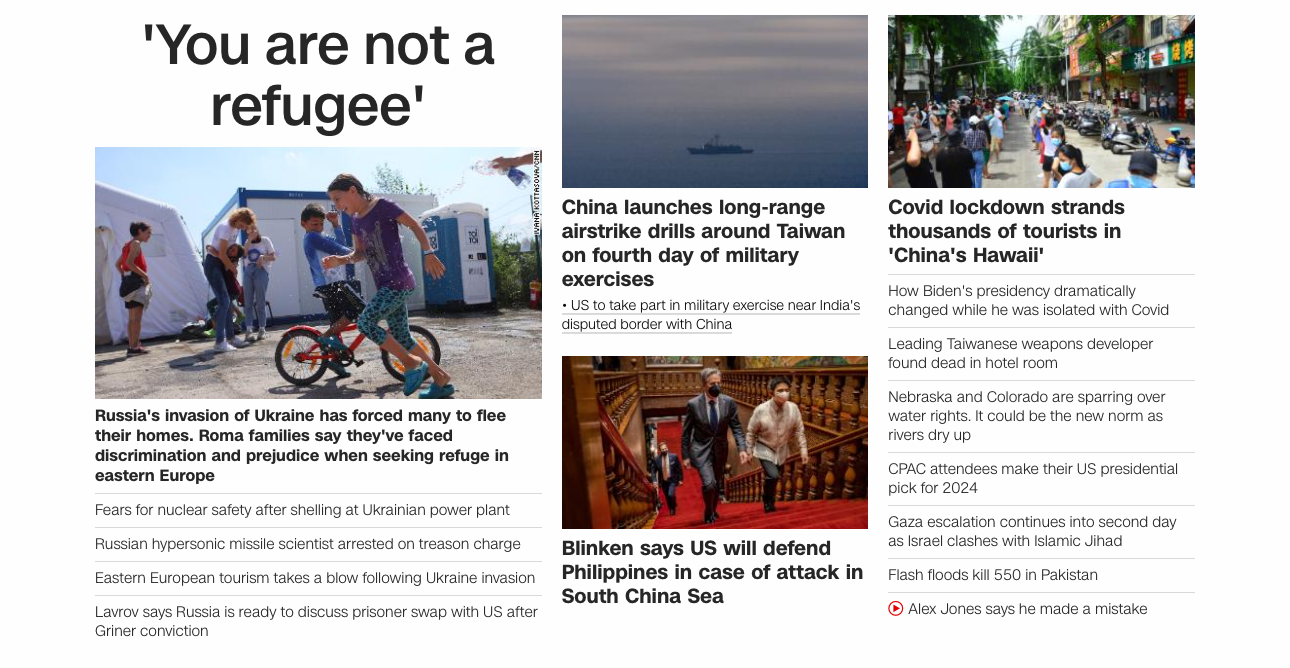 'You are not a
refugee'
IVANA KOTTASOVA/CNN
TOI
TOI
Russia's invasion of Ukraine has forced many to flee
their homes. Roma families say they've faced
discrimination and prejudice when seeking refuge in
eastern Europe
Fears for nuclear safety after shelling at Ukrainian power plant
Russian hypersonic missile scientist arrested on treason charge
Eastern European tourism takes a blow following Ukraine invasion
Lavrov says Russia is ready to discuss prisoner swap with US after
Griner conviction
China launches long-range
airstrike drills around Taiwan
on fourth day of military
exercises
• US to take part in military exercise near India's
disputed border with China
Blinken says US will defend
Philippines in case of attack in
South China Sea
烧烤
Covid lockdown strands
thousands of tourists in
'China's Hawaii'
How Biden's presidency dramatically
changed while he was isolated with Covid
Leading Taiwanese weapons developer
found dead in hotel room
Nebraska and Colorado are sparring over
water rights. It could be the new norm as
rivers dry up
CPAC attendees make their US presidential
pick for 2024
Gaza escalation continues into second day
as Israel clashes with Islamic Jihad
Flash floods kill 550 in Pakistan
Alex Jones says he made a mistake